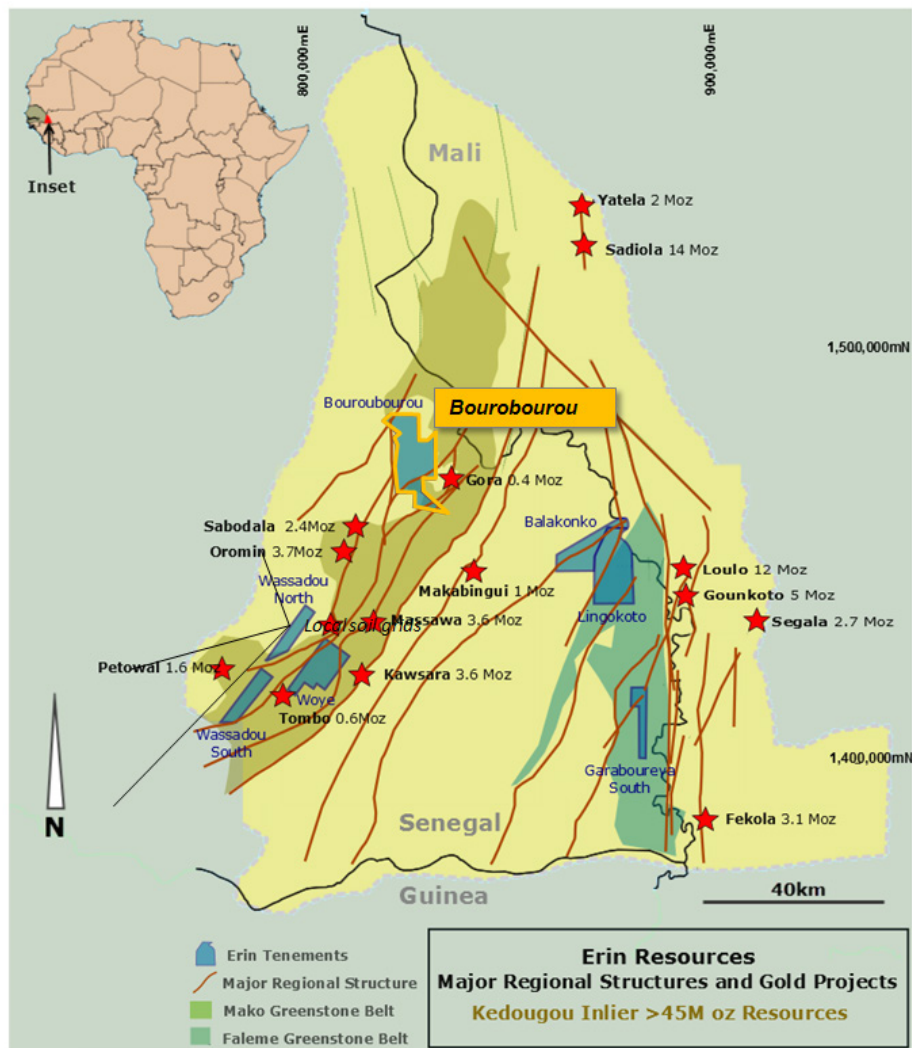 800,000mE
900,000mE
Inset
Mali
Yatela 2 Moz
Sadiola 14 Moz
1,500,000mN
Bouroubourou
Bourobourou
Gora 0.4 Moz
Sabodala 2.4Moz
Balakonko
Oromin 3.7Moz
Wassadou
North
Makabingui 1 Moz
Loulo 12 Moz
Gounkoto 5 Moz
Lingokoto
Segala 2.7 Moz
Local soil grids
Massawa 3.6 Moz
Petowal 1.6 Moz
Kawsara 3.6 Moz
Woye
Tombo 0.6Moz
Wassadou
South
1,400,000mN
Garaboureya
South
N
Senegal
Fekola 3.1 Moz
Guinea
40km
Erin Tenements
Major Regional Structure
Mako Greenstone Belt
Faleme Greenstone Belt
Erin Resources
Major Regional Structures and Gold Projects
Kedougou Inlier >45M oz Resources